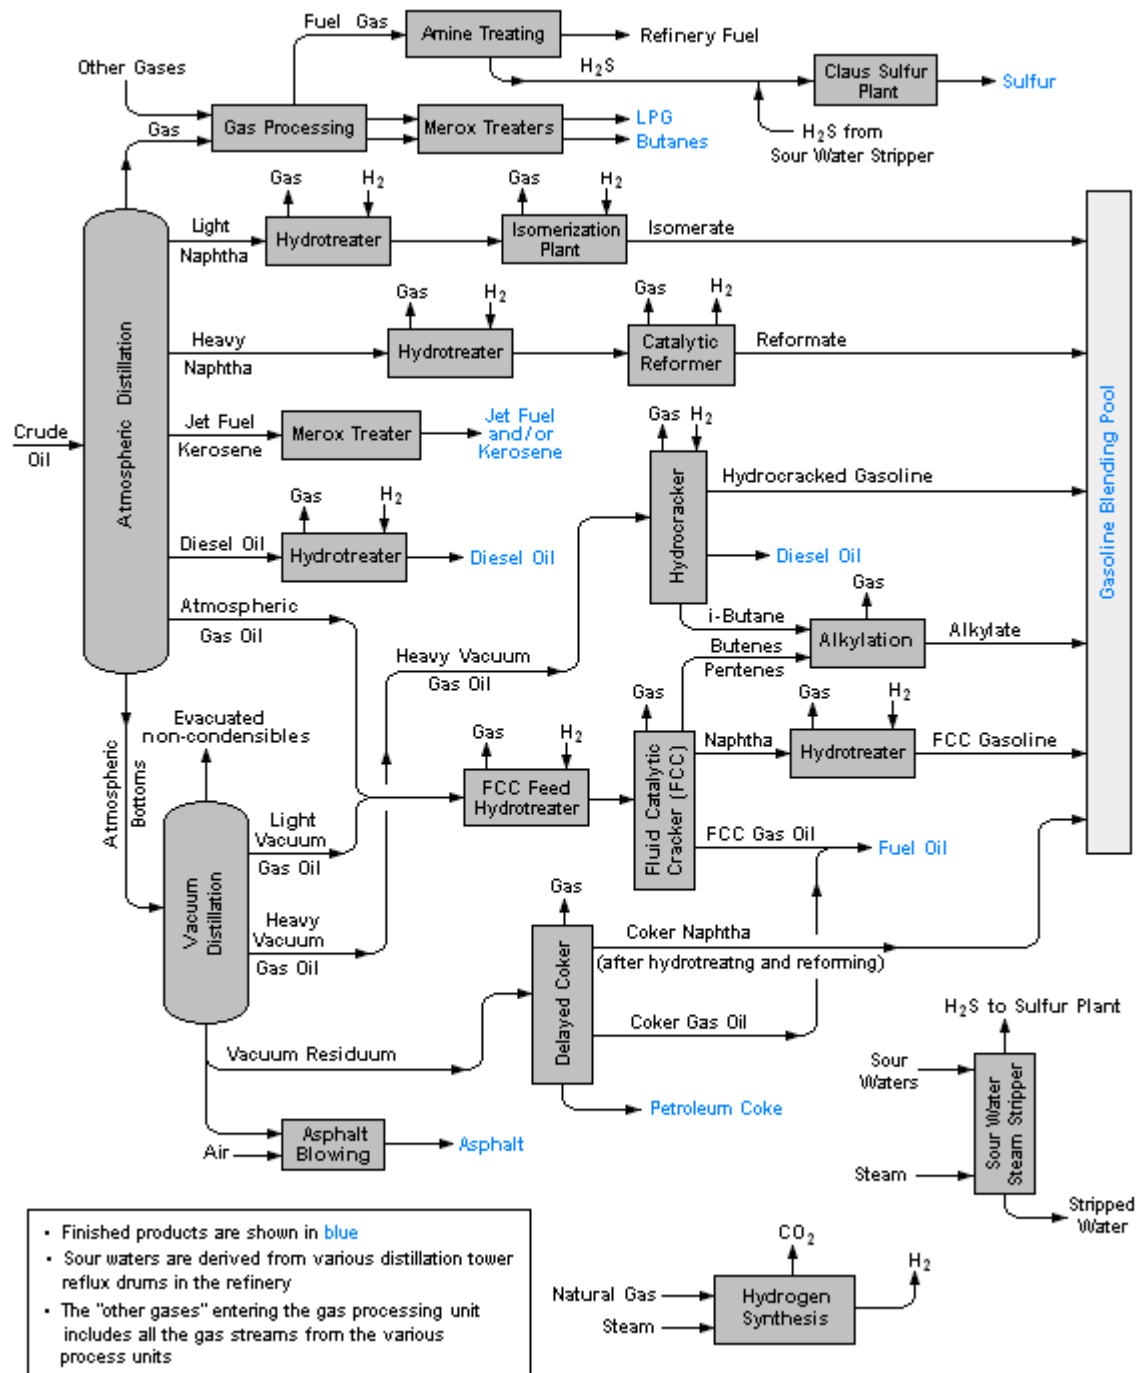 Fuel Gas
Amine Treating
Refinery Fuel
Other Gases
H2S
Claus Sulfur
Plant
Sulfur
Gas
Gas Processing
Merox Treaters
LPG
Butanes
H2S from
Sour Water Stripper
Gas
H2
Gas
H2
Light
Naphtha
Hydrotreater
Isomerization
Plant
Isomerate
Gas
H2
Gas
H2
Heavy
Naphtha
Hydrotreater
Catalytic
Reformer
Reformate
Atmospheric Distillation
Crude
Oil
Jet Fuel
Kerosene
Merox Treater
Jet Fuel
and/or
Kerosene
Gas
H2
Hydrocracker
Hydrocracked Gasoline
Gasoline Blending Pool
Gas
H2
Diesel Oil
Hydrotreater
Diesel Oil
Diesel Oil
Atmospheric
Gas Oil
i-Butane
Gas
Alkylation
Alkylate
Butenes
Pentenes
Heavy Vacuum
Gas Oil
Evacuated
non-condensibles
Atmospheric
Bottoms
Gas
H2
FCC Feed
Hydrotreater
Gas
Fluid Catalytic
Cracker (FCC)
Naphtha
Gas
H2
Hydrotreater
FCC Gasoline
Light
Vacuum
Gas Oil
FCC Gas Oil
Fuel Oil
Vacuum
Distillation
Heavy
Vacuum
Gas Oil
Gas
Delayed Coker
Coker Naphtha
(after hydrotreatng and reforming)
Coker Gas Oil
Vacuum Residuum
Petroleum Coke
H2S to Sulfur Plant
Sour
Waters
Sour Water
Steam Stripper
Steam
Stripped
Water
Air
Asphalt
Blowing
Asphalt
• Finished products are shown in blue
• Sour waters are derived from various distillation tower
reflux drums in the refinery
• The "other gases" entering the gas processing unit
includes all the gas streams from the various
process units
CO2
H2
Natural Gas
Steam
Hydrogen
Synthesis